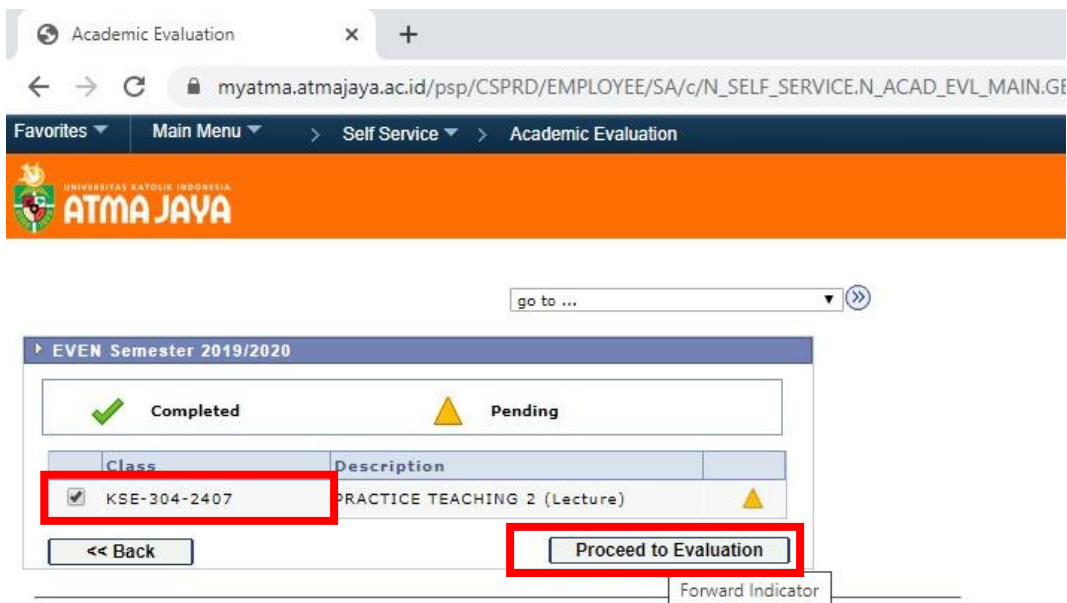 Academic Evaluation
myatma.atmajaya.ac.id/psp/CSPRD/EMPLOYEE/SA/c/N_SELF_SERVICE.N_ACAD_EVL_MAIN.GE
Favorites Main Menu > Self Service > Academic Evaluation
UNIVERSITAS KATOLIK INDONESIA
ATMA JAYA
go to ...
EVEN Semester 2019/2020
Completed Pending
Class Description
KSE-304-2407 PRACTICE TEACHING 2 (Lecture)
<< Back Proceed to Evaluation
Forward Indicator